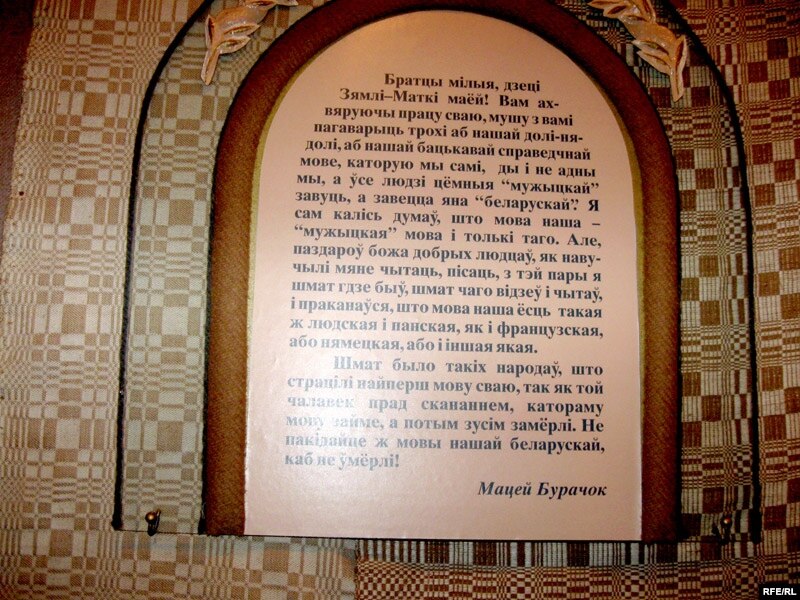 Братцы мілыя, дзеці
Зямлі–Маткі маёй! Вам ах-
вяруючы працу сваю, мушу з вамі
пагаварыць трохі аб нашай долі-ня-
долі, аб нашай бацькавай справедчнай
мове, каторую мы самі, ды і не адны
мы, а ўсе людзі цёмныя “мужыцкай”
завуць, а завецца яна “беларускай”. Я
сам калісь думаў, што мова наша –
“мужыцкая” мова і толькі таго. Але,
паздароў божа добрых людцаў, як наву-
чылі мяне чытаць, пісаць, з тэй пары я
шмат гдзе быў, шмат чаго відзеў і чытаў,
і праканаўся, што мова наша ёсць такая
ж людская і панская, як і французская,
або нямецкая, або і іншая якая.
Шмат было такіх народаў, што
страцілі найперш мову сваю, так як той
чалавек прад скананнем, катораму
мову займе, а потым зусім замёрлі. Не
пакідайце ж мовы нашай беларускай,
каб не ўмёрлі!
Мацей Бурачок
RFE/RL